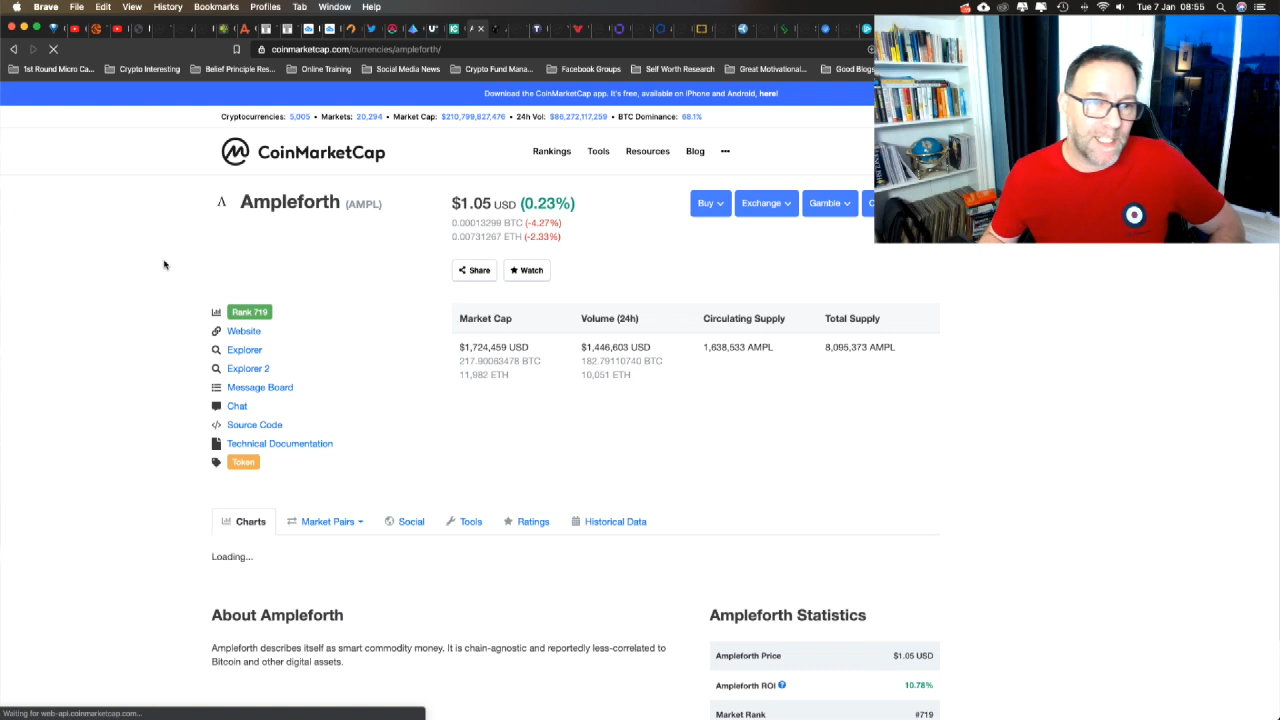 Brave File Edit View History Bookmarks People Window Help
Tue 7 Jan 08:55
coinmarketcap.com/currencies/ampleforth/
1st Round Micro Ca... Crypto Interesting Belief Principle Res... Online Training Social Media News Crypto Fund Mana... Facebook Groups Self Worth Research Great Motivational... Good Blogs
Download the CoinMarketCap app. It's free, available on iPhone and Android, here!
Cryptocurrencies: 5,005 • Markets: 20,294 • Market Cap: $210,799,827,476 • 24h Vol: $86,272,117,259 • BTC Dominance: 68.1%
CoinMarketCap
Rankings Tools Resources Blog •••
Ampleforth (AMPL)
$1.05 USD (0.23%)
0.00013299 BTC (-4.27%)
0.00731267 ETH (-2.33%)
Buy Exchange Gamble
Share Watch
Rank 719
Website
Explorer
Explorer 2
Message Board
Chat
Source Code
Technical Documentation
Token
Market Cap Volume (24h) Circulating Supply Total Supply
$1,724,459 USD $1,446,603 USD 1,638,533 AMPL 8,095,373 AMPL
217.90063478 BTC 182.79110740 BTC
11,982 ETH 10,051 ETH
Charts Market Pairs Social Tools Ratings Historical Data
Loading...
About Ampleforth
Ampleforth describes itself as smart commodity money. It is chain-agnostic and reportedly less-correlated to
Bitcoin and other digital assets.
Ampleforth Statistics
Ampleforth Price $1.05 USD
Ampleforth ROI 10.78%
Market Rank #719
Waiting for web-api.coinmarketcap.com...